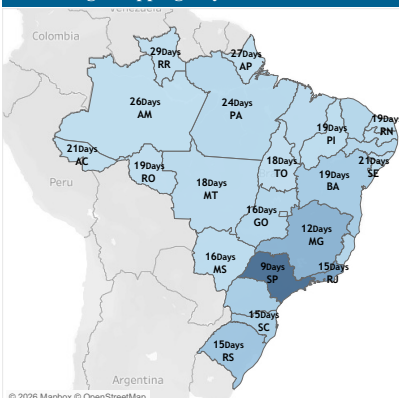 Venezuela
Colombia
29Days
RR
27Days
AP
26Days
AM
24Days
PA
19Day
RN
19Days
PI
21Days
AC
19Days
RO
18Days
TO
21Days
SE
18Days
MT
19Days
BA
Peru
16Days
GO
12Days
MG
16Days
MS
9Days
SP
15Days
RJ
15Days
SC
15Days
RS
Argentina
© 2026 Mapbox © OpenStreetMap